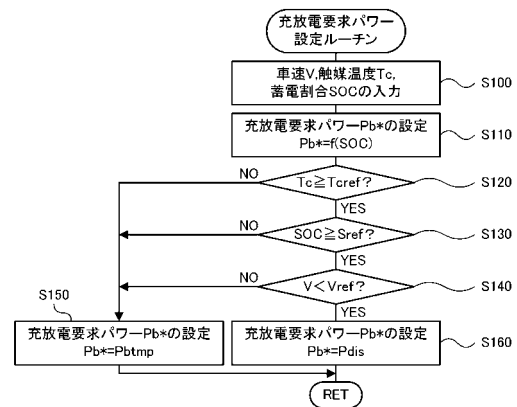 充放電要求パワー
設定ルーチン
車速V,触媒温度Tc,
蓄電割合SOCの入力
S100
充放電要求パワーPb*の設定
Pb*=f(SOC)
S110
Tc≧Tcref?
NO
S120
YES
SOC≧Sref?
NO
S130
YES
V<Vref?
NO
S140
YES
S150
充放電要求パワーPb*の設定
Pb*=Pbtmp
充放電要求パワーPb*の設定
Pb*=Pdis
S160
RET